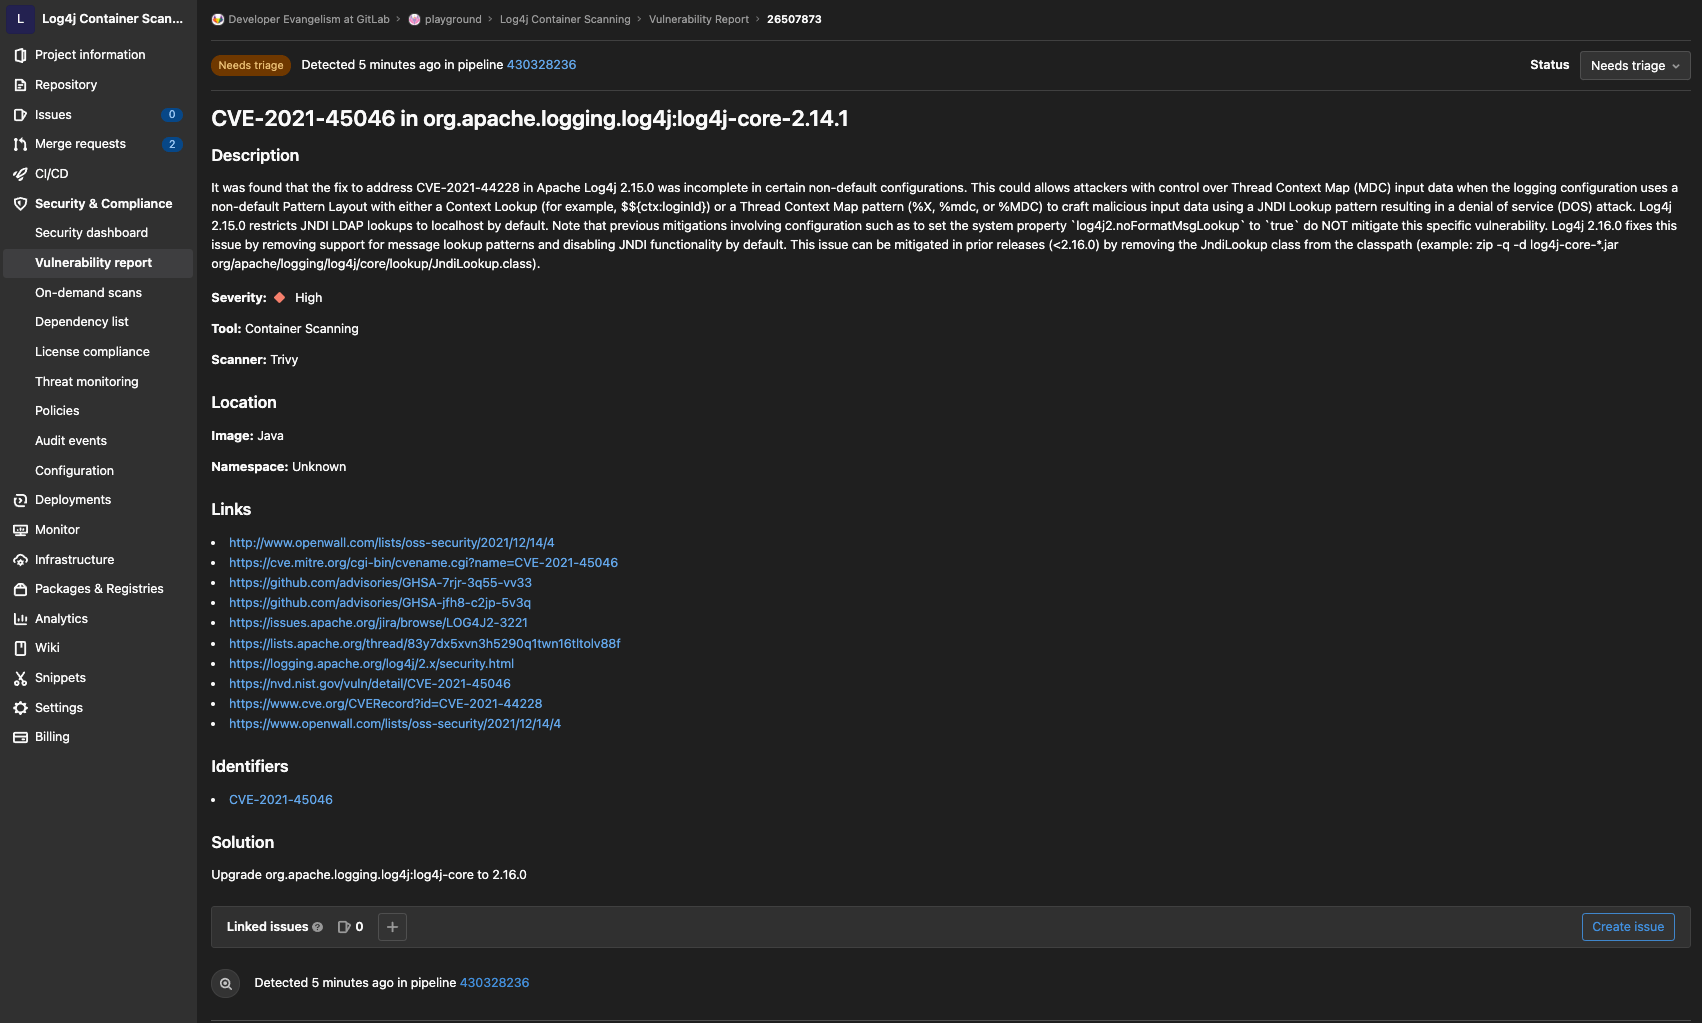 L Log4j Container Scan...
Project information
Repository
Issues 0
Merge requests 2
CI/CD
Security & Compliance
Security dashboard
Vulnerability report
On-demand scans
Dependency list
License compliance
Threat monitoring
Policies
Audit events
Configuration
Deployments
Monitor
Infrastructure
Packages & Registries
Analytics
Wiki
Snippets
Settings
Billing
Developer Evangelism at GitLab › playground › Log4j Container Scanning › Vulnerability Report › 26507873
Needs triage Detected 5 minutes ago in pipeline 430328236 Status Needs triage
CVE-2021-45046 in org.apache.logging.log4j:log4j-core-2.14.1
Description
It was found that the fix to address CVE-2021-44228 in Apache Log4j 2.15.0 was incomplete in certain non-default configurations. This could allows attackers with control over Thread Context Map (MDC) input data when the logging configuration uses a
non-default Pattern Layout with either a Context Lookup (for example, $${ctx:loginId}) or a Thread Context Map pattern (%X, %mdc, or %MDC) to craft malicious input data using a JNDI Lookup pattern resulting in a denial of service (DOS) attack. Log4j
2.15.0 restricts JNDI LDAP lookups to localhost by default. Note that previous mitigations involving configuration such as to set the system property `log4j2.noFormatMsgLookup` to `true` do NOT mitigate this specific vulnerability. Log4j 2.16.0 fixes this
issue by removing support for message lookup patterns and disabling JNDI functionality by default. This issue can be mitigated in prior releases (<2.16.0) by removing the JndiLookup class from the classpath (example: zip -q -d log4j-core-*.jar
org/apache/logging/log4j/core/lookup/JndiLookup.class).
Severity: High
Tool: Container Scanning
Scanner: Trivy
Location
Image: Java
Namespace: Unknown
Links
• http://www.openwall.com/lists/oss-security/2021/12/14/4
• https://cve.mitre.org/cgi-bin/cvename.cgi?name=CVE-2021-45046
• https://github.com/advisories/GHSA-7rjr-3q55-vv33
• https://github.com/advisories/GHSA-jfh8-c2jp-5v3q
• https://issues.apache.org/jira/browse/LOG4J2-3221
• https://lists.apache.org/thread/83y7dx5xvn3h5290q1twn16tltolv88f
• https://logging.apache.org/log4j/2.x/security.html
• https://nvd.nist.gov/vuln/detail/CVE-2021-45046
• https://www.cve.org/CVERecord?id=CVE-2021-44228
• https://www.openwall.com/lists/oss-security/2021/12/14/4
Identifiers
• CVE-2021-45046
Solution
Upgrade org.apache.logging.log4j:log4j-core to 2.16.0
Linked issues ? 0 + Create issue
Detected 5 minutes ago in pipeline 430328236